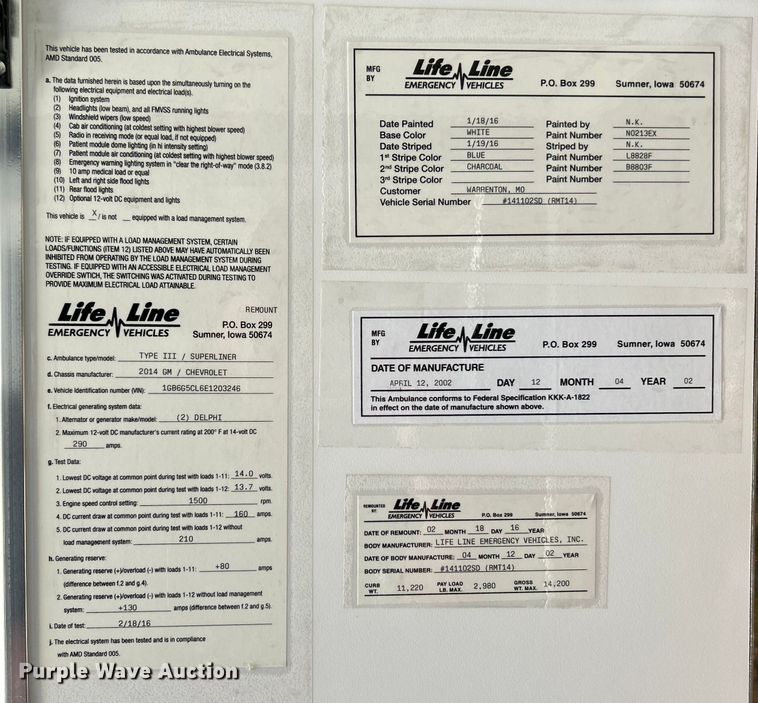 This vehicle has been tested in accordance with Ambulance Electrical Systems,
AMD Standard 005.
a. The data furnished herein is based upon the simultaneously turning on the
following electrical equipment and electrical load(s).
(1) Ignition system
(2) Headlights (low beam), and all FMVSS running lights
(3) Windshield wipers (low speed)
(4) Cab air conditioning (at coldest setting with highest blower speed)
(5) Radio in receiving mode (or equal load, if not equipped)
(6) Patient module dome lighting (in hi intensity setting)
(7) Patient module air conditioning (at coldest setting with highest blower speed)
(8) Emergency warning lighting system in "clear the right-of-way" mode (3.8.2)
(9) 10 amp medical load or equal
(10) Left and right side flood lights
(11) Rear flood lights
(12) Optional 12-volt DC equipment and lights
This vehicle is X / is not equipped with a load management system.
NOTE: IF EQUIPPED WITH A LOAD MANAGEMENT SYSTEM, CERTAIN
LOADS/FUNCTIONS (ITEM 12) LISTED ABOVE MAY HAVE AUTOMATICALLY BEEN
INHIBITED FROM OPERATING BY THE LOAD MANAGEMENT SYSTEM DURING
TESTING. IF EQUIPPED WITH AN ACCESSIBLE ELECTRICAL LOAD MANAGEMENT
OVERRIDE SWTICH, THE SWITCHING WAS ACTIVATED DURING TESTING TO
PROVIDE MAXIMUM ELECTRICAL LOAD ATTAINABLE.
Life Line REMOUNT
EMERGENCY VEHICLES P.O. Box 299
Sumner, Iowa 50674
c. Ambulance type/model: TYPE III / SUPERLINER
d. Chassis manufacturer: 2014 GM / CHEVROLET
e. Vehicle Identification number (VIN): 1GB6G5CL6E1203246
f. Electrical generating system data:
1. Alternator or generator make/model: (2) DELPHI
2. Maximum 12-volt DC manufacturer's current rating at 200° F at 14-volt DC
290 amps.
g. Test Data:
1. Lowest DC voltage at common point during test with loads 1-11: 14.0 volts.
2. Lowest DC voltage at common point during test with loads 1-12: 13.7 volts.
3. Engine speed control setting: 1500 rpm.
4. DC current draw at common point during test with loads 1-11: 160 amps.
5. DC current draw at common point during test with loads 1-12 without
load management system: 210 amps.
h. Generating reserve:
1. Generating reserve (+)/overload (-) with loads 1-11: +80 amps
(difference between f.2 and g.4).
2. Generating reserve (+)/overload (-) with loads 1-12 without load management
system: +130 amps (difference between f.2 and g.5).
i. Date of test: 2/18/16
j. The electrical system has been tested and is in compliance
with AMD Standard 005.
MFG BY Life Line
EMERGENCY VEHICLES P.O. Box 299 Sumner, Iowa 50674
Date Painted 1/18/16 Painted by N.K.
Base Color WHITE Paint Number N0213EX
Date Striped 1/19/16 Striped by N.K.
1st Stripe Color BLUE Paint Number L8828F
2nd Stripe Color CHARCOAL Paint Number B8803F
3rd Stripe Color Paint Number
Customer WARRENTON, MO
Vehicle Serial Number #141102SD (RMT14)
MFG BY Life Line
EMERGENCY VEHICLES P.O. Box 299 Sumner, Iowa 50674
DATE OF MANUFACTURE
APRIL 12, 2002 DAY 12 MONTH 04 YEAR 02
This Ambulance conforms to Federal Specification KKK-A-1822
in effect on the date of manufacture shown above.
REMOUNTED BY Life Line
EMERGENCY VEHICLES P.O. Box 299 Sumner, Iowa 50674
DATE OF REMOUNT: 02 MONTH 18 DAY 16 YEAR
BODY MANUFACTURER: LIFE LINE EMERGENCY VEHICLES, INC.
DATE OF BODY MANUFACTURE: 04 MONTH 12 DAY 02 YEAR
BODY SERIAL NUMBER: #141102SD (RMT14)
CURB WT. 11,220 PAY LOAD LB. MAX. 2,980 GROSS WT. MAX. 14,200
Purple Wave Auction